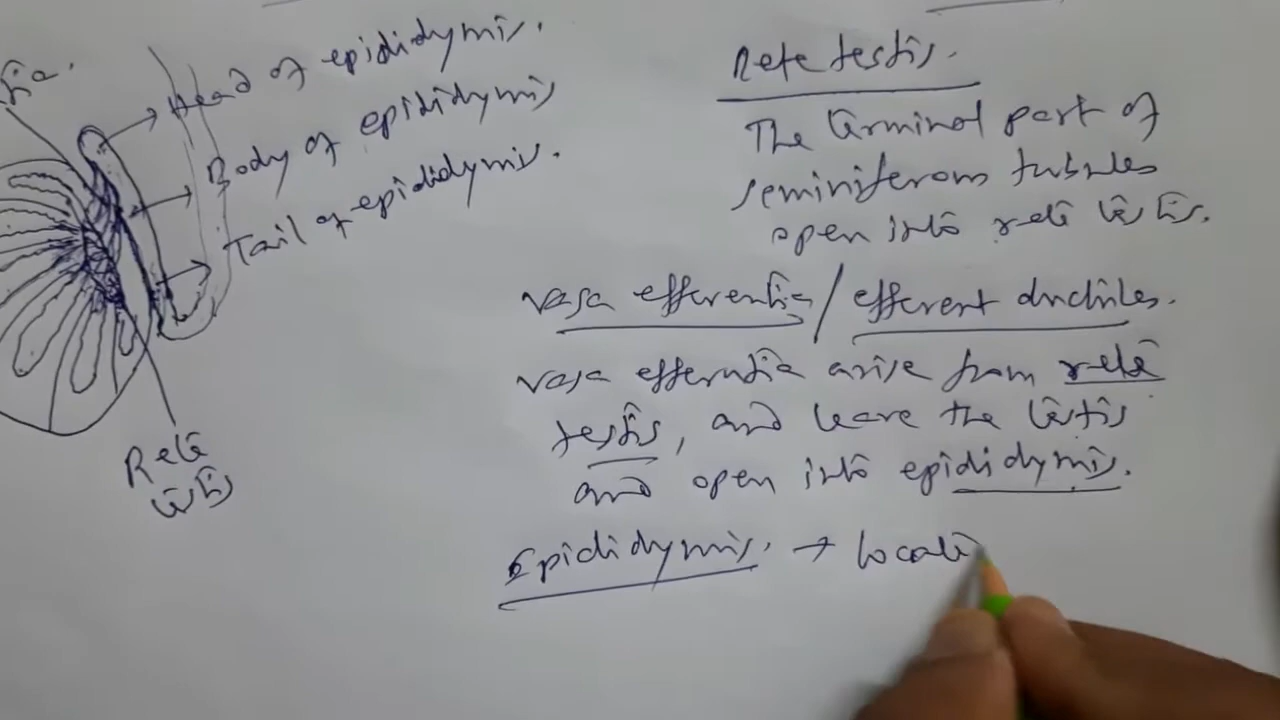 Head of epididymis.
Body of epididymis
Tail of epididymis.
Rete
testis
Rete testis.
The terminal part of
seminiferous tubules
open into rete testis.
vasa efferentia / efferent ductules.
vasa efferentia arise from rete
testis, and leave the testis
and open into epididymis.
Epididymis. → locati